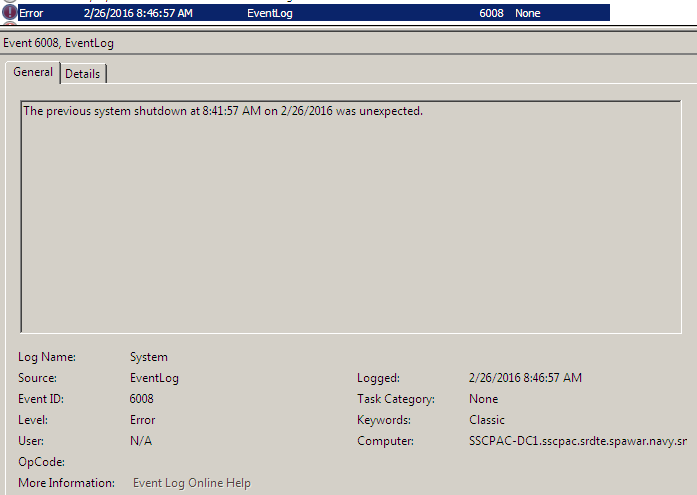 Error 2/26/2016 8:46:57 AM EventLog 6008 None
Event 6008, EventLog
General Details
The previous system shutdown at 8:41:57 AM on 2/26/2016 was unexpected.
Log Name: System
Source: EventLog Logged: 2/26/2016 8:46:57 AM
Event ID: 6008 Task Category: None
Level: Error Keywords: Classic
User: N/A Computer: SSCPAC-DC1.sscpac.srdte.spawar.navy.sr
OpCode:
More Information: Event Log Online Help